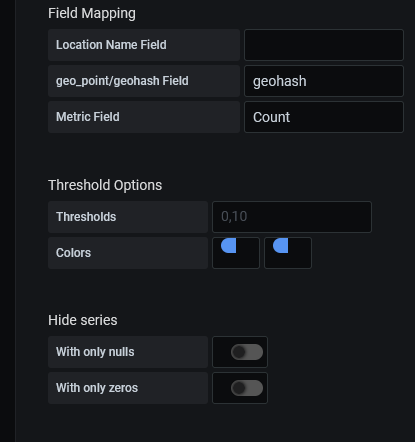 Field Mapping
Location Name Field
geo_point/geohash Field geohash
Metric Field Count
Threshold Options
Thresholds 0,10
Colors
Hide series
With only nulls
With only zeros